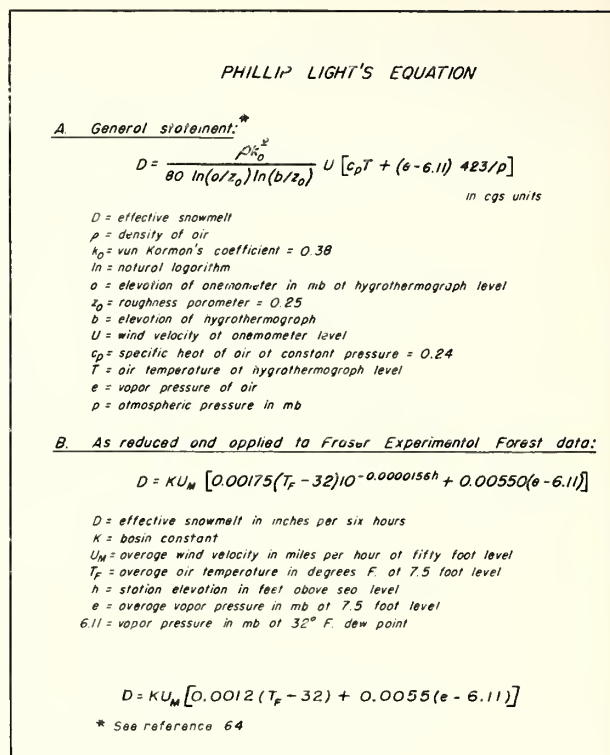 PHILLIP LIGHT'S EQUATION
A. General statement:*
D = ρk₀² / (80 ln(a/z₀) ln(b/z₀)) U [cₚT + (e-6.11) 423/p]
in cgs units
D = effective snowmelt
ρ = density of air
k₀ = van Karman's coefficient = 0.38
ln = natural logarithm
a = elevation of anemometer in mb at hygrothermograph level
z₀ = roughness parameter = 0.25
b = elevation of hygrothermograph
U = wind velocity at anemometer level
cₚ = specific heat of air at constant pressure = 0.24
T = air temperature at hygrothermograph level
e = vapor pressure of air
p = atmospheric pressure in mb
B. As reduced and applied to Fraser Experimental Forest data:
D = KU_M [0.00175(T_F - 32)10^-0.0000156h + 0.00550(e-6.11)]
D = effective snowmelt in inches per six hours
K = basin constant
U_M = average wind velocity in miles per hour at fifty foot level
T_F = average air temperature in degrees F. at 7.5 foot level
h = station elevation in feet above sea level
e = average vapor pressure in mb at 7.5 foot level
6.11 = vapor pressure in mb at 32° F. dew point
D = KU_M [0.0012 (T_F - 32) + 0.0055 (e - 6.11)]
* See reference 64